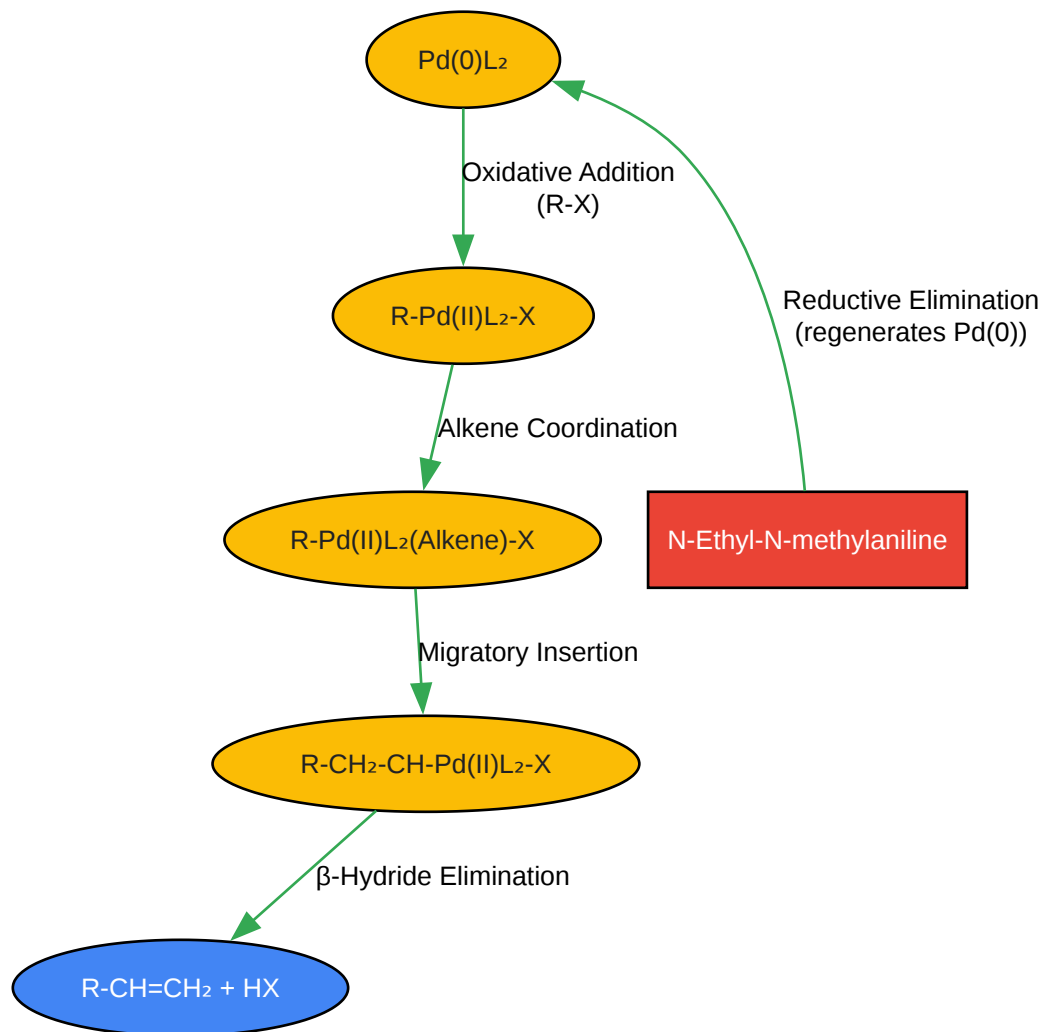 Pd(0)L₂
Oxidative Addition
(R-X)
R-Pd(II)L₂-X
Reductive Elimination
(regenerates Pd(0))
Alkene Coordination
R-Pd(II)L₂(Alkene)-X
N-Ethyl-N-methylaniline
Migratory Insertion
R-CH₂-CH-Pd(II)L₂-X
β-Hydride Elimination
R-CH=CH₂ + HX